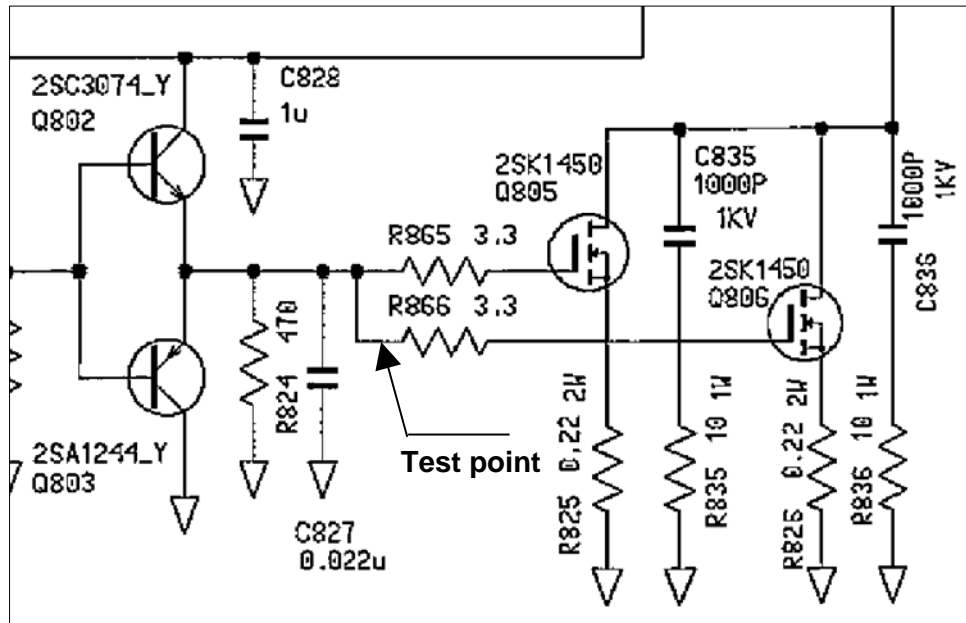 2SC3074_Y
Q802
C828
1u
2SK1450
Q805
C835
1000P
1KV
1000P
1KV
C836
R865 3.3
R866 3.3
2SK1450
Q806
R824 470
Test point
2SA1244_Y
Q803
C827
0.022u
R825 0.22 2W
R835 10 1W
R826 0.22 2W
R836 10 1W